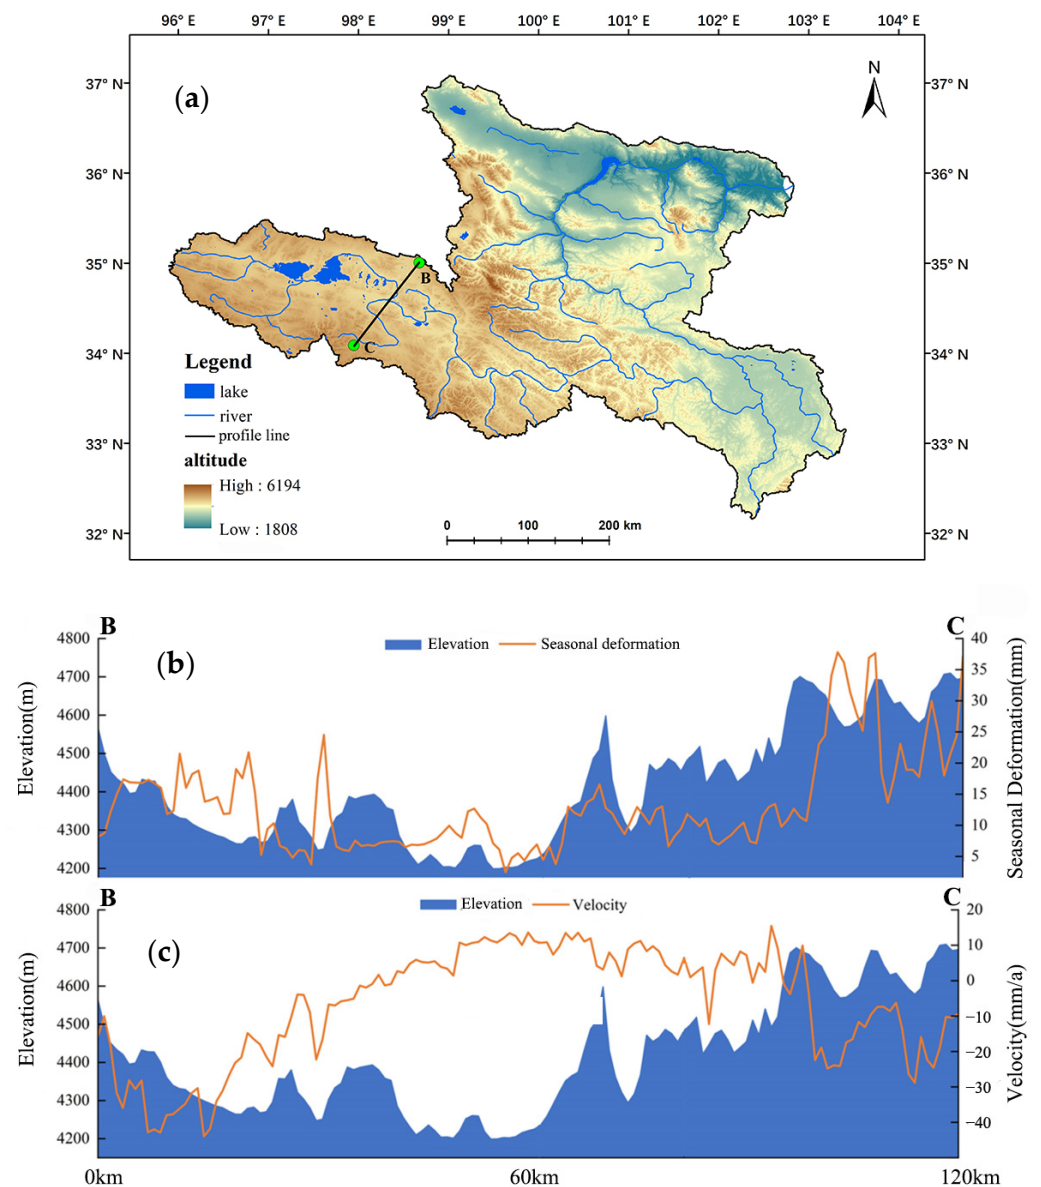 96° E 97° E 98° E 99° E 100° E 101° E 102° E 103° E 104° E
(a)
N
37° N 37° N
36° N 36° N
35° N 35° N
34° N 34° N
33° N 33° N
32° N 32° N
B
C
Legend
lake
river
profile line
altitude
High : 6194
Low : 1808
0 100 200 km
B C
(b)
Elevation Seasonal deformation
Elevation(m)
4800
4700
4600
4500
4400
4300
4200
40
35
30
25
20
15
10
5
Seasonal Deformation(mm)
B C
(c)
Elevation Velocity
Elevation(m)
4800
4700
4600
4500
4400
4300
4200
20
10
0
−10
−20
−30
−40
Velocity(mm/a)
0km 60km 120km